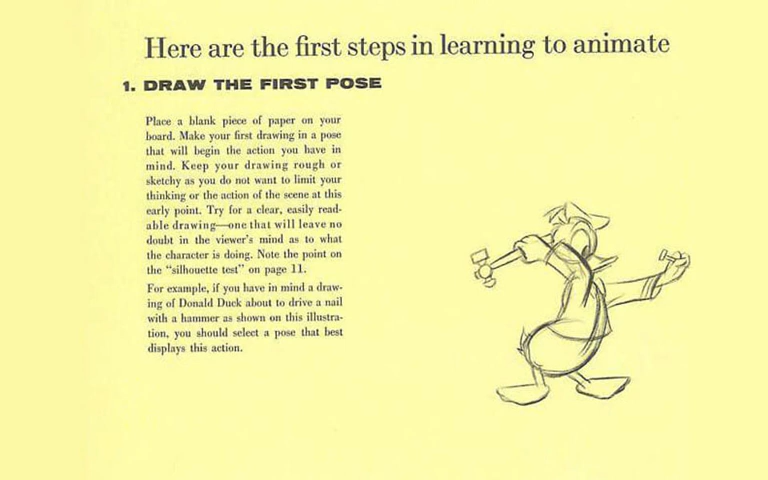 Here are the first steps in learning to animate
1. DRAW THE FIRST POSE
Place a blank piece of paper on your
board. Make your first drawing in a pose
that will begin the action you have in
mind. Keep your drawing rough or
sketchy as you do not want to limit your
thinking or the action of the scene at this
early point. Try for a clear, easily read-
able drawing—one that will leave no
doubt in the viewer's mind as to what
the character is doing. Note the point on
the "silhouette test" on page 11.
For example, if you have in mind a draw-
ing of Donald Duck about to drive a nail
with a hammer as shown on this illustra-
tion, you should select a pose that best
displays this action.